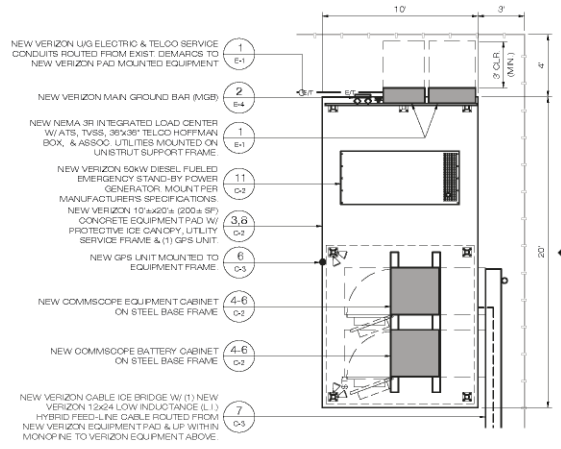 10'
3'
NEW VERIZON U/G ELECTRIC & TELCO SERVICE
CONDUITS ROUTED FROM EXIST. DEMARCS TO
NEW VERIZON PAD MOUNTED EQUIPMENT
1
E-1
3' CLR.
(MIN.)
4'
E/T
E/T
NEW VERIZON MAIN GROUND BAR (MGB)
2
E-4
NEW NEMA 3R INTEGRATED LOAD CENTER
W/ ATS, TVSS, 36"x36" TELCO HOFFMAN
BOX, & ASSOC. UTILITIES MOUNTED ON
UNISTRUT SUPPORT FRAME.
1
E-1
NEW VERIZON 50kW DIESEL FUELED
EMERGENCY STAND-BY POWER
GENERATOR. MOUNT PER
MANUFACTURER'S SPECIFICATIONS.
11
C-2
NEW VERIZON 10'±x20'± (200± SF)
CONCRETE EQUIPMENT PAD W/
PROTECTIVE ICE CANOPY, UTILITY
SERVICE FRAME & (1) GPS UNIT.
3,8
C-2
20'
NEW GPS UNIT MOUNTED TO
EQUIPMENT FRAME.
6
C-3
NEW COMMSCOPE EQUIPMENT CABINET
ON STEEL BASE FRAME
4-6
C-2
NEW COMMSCOPE BATTERY CABINET
ON STEEL BASE FRAME
4-6
C-2
NEW VERIZON CABLE ICE BRIDGE W/ (1) NEW
VERIZON 12x24 LOW INDUCTANCE (L.I.)
HYBRID FEED-LINE CABLE ROUTED FROM
NEW VERIZON EQUIPMENT PAD & UP WITHIN
MONOPINE TO VERIZON EQUIPMENT ABOVE.
7
C-3